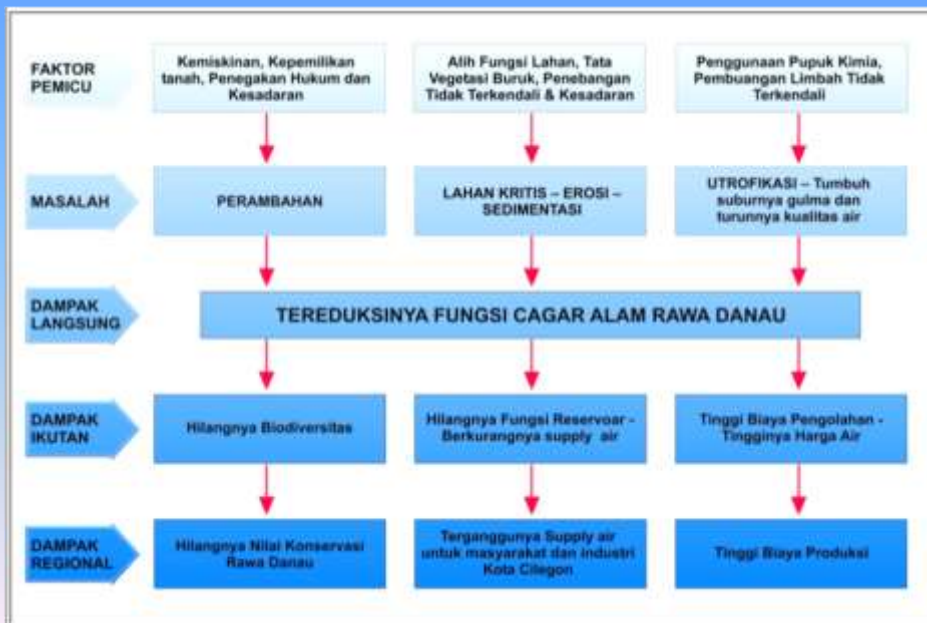 FAKTOR
PEMICU
Kemiskinan, Kepemilikan
tanah, Penegakan Hukum dan
Kesadaran
Alih Fungsi Lahan, Tata
Vegetasi Buruk, Penebangan
Tidak Terkendali & Kesadaran
Penggunaan Pupuk Kimia,
Pembuangan Limbah Tidak
Terkendali
MASALAH
PERAMBAHAN
LAHAN KRITIS – EROSI –
SEDIMENTASI
UTROFIKASI – Tumbuh
suburnya gulma dan
turunnya kualitas air
DAMPAK
LANGSUNG
TEREDUKSINYA FUNGSI CAGAR ALAM RAWA DANAU
DAMPAK
IKUTAN
Hilangnya Biodiversitas
Hilangnya Fungsi Reservoar -
Berkurangnya supply air
Tinggi Biaya Pengolahan -
Tingginya Harga Air
DAMPAK
REGIONAL
Hilangnya Nilai Konservasi
Rawa Danau
Terganggunya Supply air
untuk masyarakat dan industri
Kota Cilegon
Tinggi Biaya Produksi